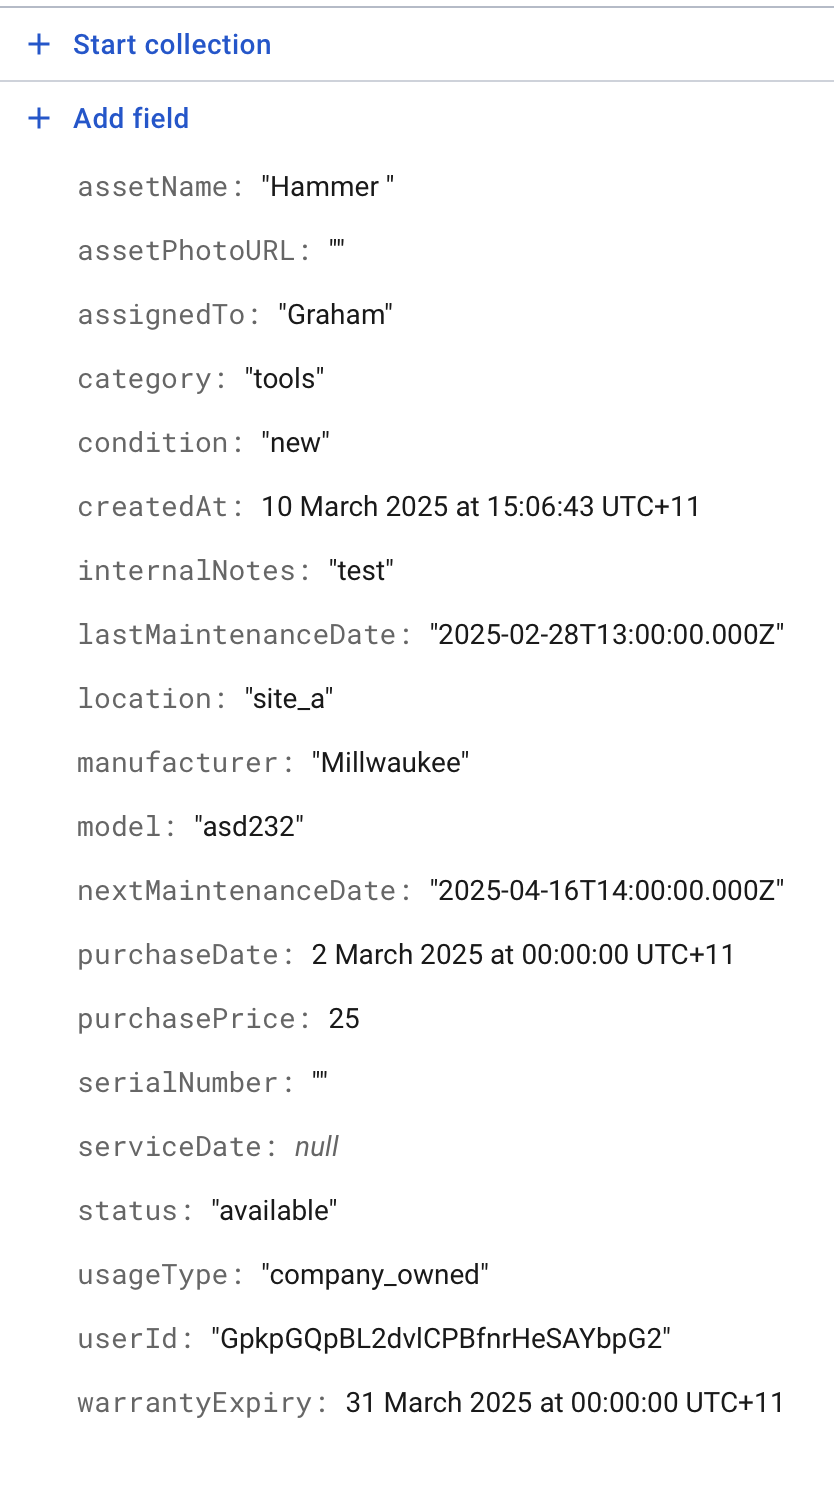 + Start collection
+ Add field
assetName: "Hammer "
assetPhotoURL: ""
assignedTo: "Graham"
category: "tools"
condition: "new"
createdAt: 10 March 2025 at 15:06:43 UTC+11
internalNotes: "test"
lastMaintenanceDate: "2025-02-28T13:00:00.000Z"
location: "site_a"
manufacturer: "Millwaukee"
model: "asd232"
nextMaintenanceDate: "2025-04-16T14:00:00.000Z"
purchaseDate: 2 March 2025 at 00:00:00 UTC+11
purchasePrice: 25
serialNumber: ""
serviceDate: null
status: "available"
usageType: "company_owned"
userId: "GpkpGQpBL2dvlCPBfnrHeSAYbpG2"
warrantyExpiry: 31 March 2025 at 00:00:00 UTC+11